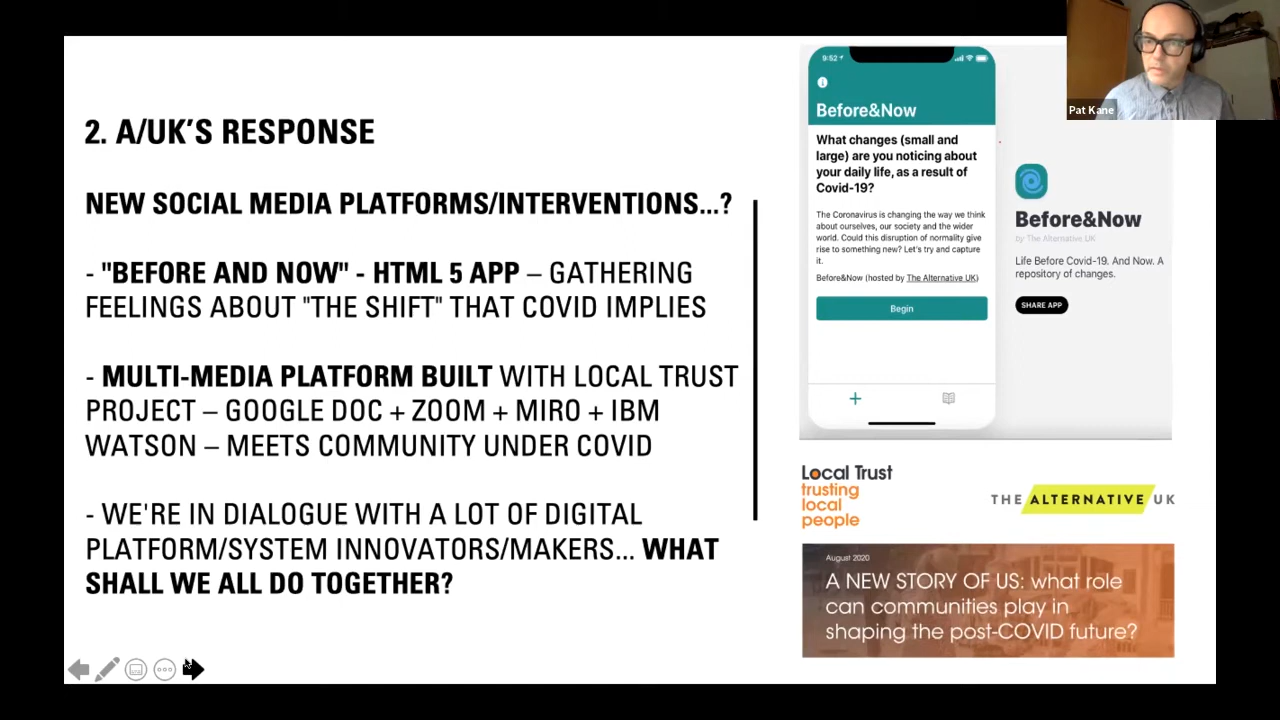 2. A/UK'S RESPONSE
NEW SOCIAL MEDIA PLATFORMS/INTERVENTIONS...?
- "BEFORE AND NOW" - HTML 5 APP – GATHERING
FEELINGS ABOUT "THE SHIFT" THAT COVID IMPLIES
- MULTI-MEDIA PLATFORM BUILT WITH LOCAL TRUST
PROJECT – GOOGLE DOC + ZOOM + MIRO + IBM
WATSON – MEETS COMMUNITY UNDER COVID
- WE'RE IN DIALOGUE WITH A LOT OF DIGITAL
PLATFORM/SYSTEM INNOVATORS/MAKERS... WHAT
SHALL WE ALL DO TOGETHER?
9:52
Before&Now
What changes (small and
large) are you noticing about
your daily life, as a result of
Covid-19?
The Coronavirus is changing the way we think
about ourselves, our society and the wider
world. Could this disruption of normality give
rise to something new? Let's try and capture
it.
Before&Now (hosted by The Alternative UK)
Begin
Before&Now
by The Alternative UK
Life Before Covid-19. And Now. A
repository of changes.
SHARE APP
Pat Kane
Local Trust
trusting
local
people
THE ALTERNATIVE UK
August 2020
A NEW STORY OF US: what role
can communities play in
shaping the post-COVID future?